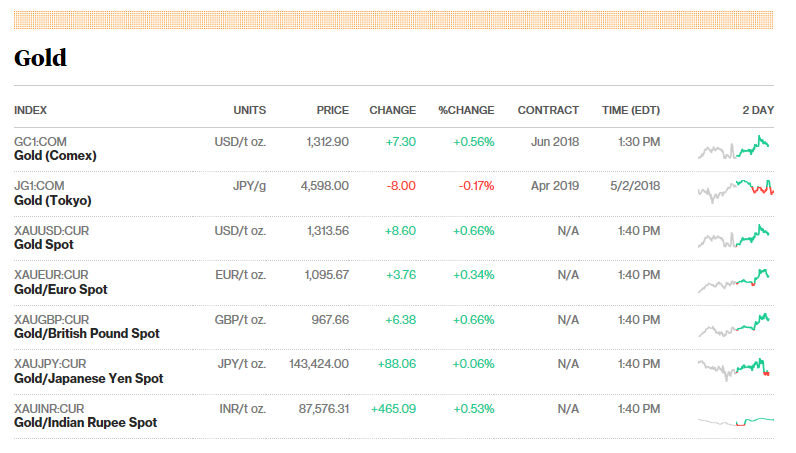 Gold
INDEX UNITS PRICE CHANGE %CHANGE CONTRACT TIME (EDT) 2 DAY
GC1:COM USD/t oz. 1,312.90 +7.30 +0.56% Jun 2018 1:30 PM
Gold (Comex)
JG1:COM JPY/g 4,598.00 -8.00 -0.17% Apr 2019 5/2/2018
Gold (Tokyo)
XAUUSD:CUR USD/t oz. 1,313.56 +8.60 +0.66% N/A 1:40 PM
Gold Spot
XAUEUR:CUR EUR/t oz. 1,095.67 +3.76 +0.34% N/A 1:40 PM
Gold/Euro Spot
XAUGBP:CUR GBP/t oz. 967.66 +6.38 +0.66% N/A 1:40 PM
Gold/British Pound Spot
XAUJPY:CUR JPY/t oz. 143,424.00 +88.06 +0.06% N/A 1:40 PM
Gold/Japanese Yen Spot
XAUINR:CUR INR/t oz. 87,576.31 +465.09 +0.53% N/A 1:40 PM
Gold/Indian Rupee Spot